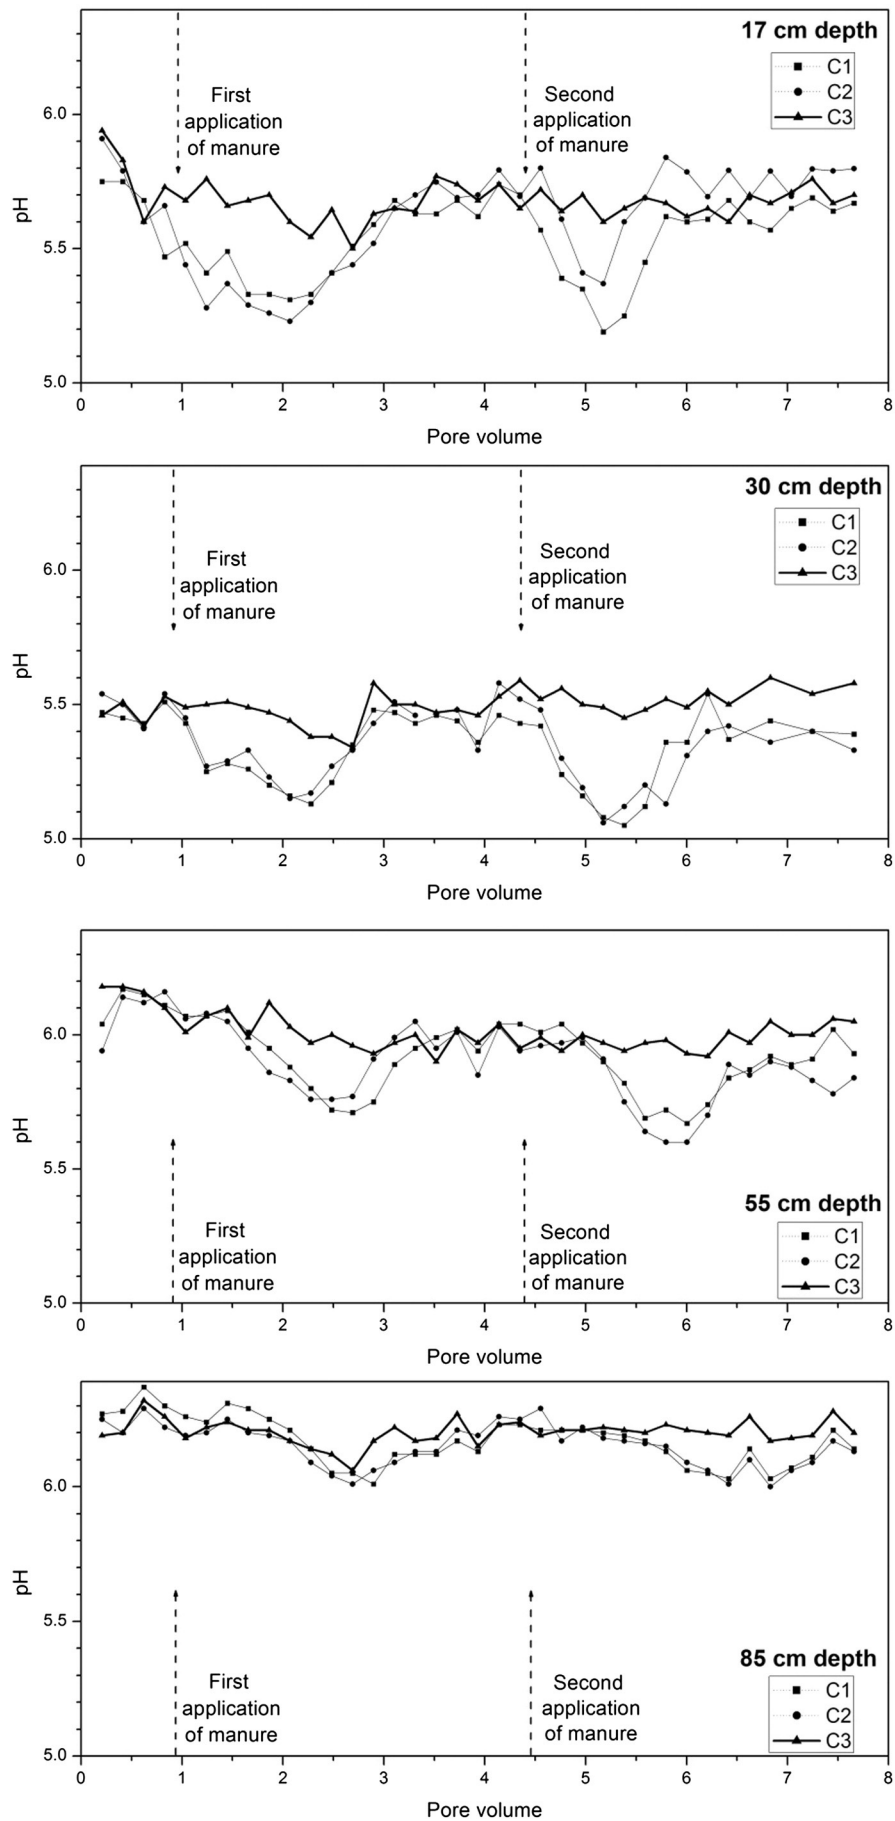 17 cm depth
C1
C2
C3
First
application
of manure
Second
application
of manure
pH
6.0
5.5
5.0
0 1 2 3 4 5 6 7 8
Pore volume
30 cm depth
C1
C2
C3
First
application
of manure
Second
application
of manure
pH
6.0
5.5
5.0
0 1 2 3 4 5 6 7 8
Pore volume
pH
6.0
5.5
5.0
First
application
of manure
Second
application
of manure
55 cm depth
C1
C2
C3
0 1 2 3 4 5 6 7 8
Pore volume
pH
6.0
5.5
5.0
First
application
of manure
Second
application
of manure
85 cm depth
C1
C2
C3
0 1 2 3 4 5 6 7 8
Pore volume